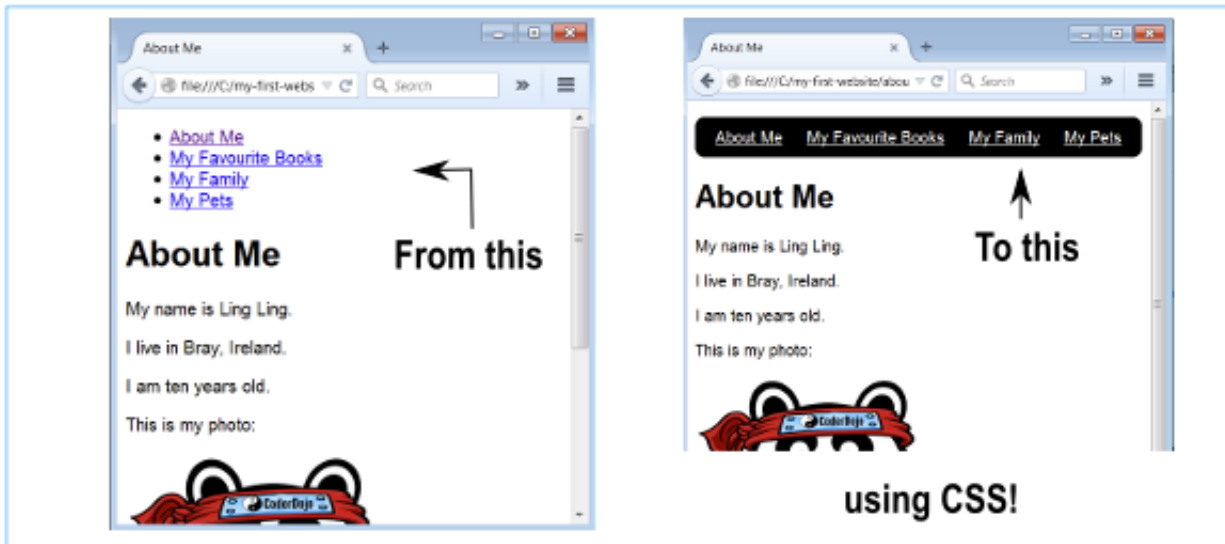 About Me
file:///C/my-first-webs
Search
About Me
My Favourite Books
My Family
My Pets
From this
About Me
My name is Ling Ling.
I live in Bray, Ireland.
I am ten years old.
This is my photo:
CoderDojo
About Me
file:///C/my-first-website/abou
Search
About Me My Favourite Books My Family My Pets
To this
About Me
My name is Ling Ling.
I live in Bray, Ireland.
I am ten years old.
This is my photo:
CoderDojo
using CSS!